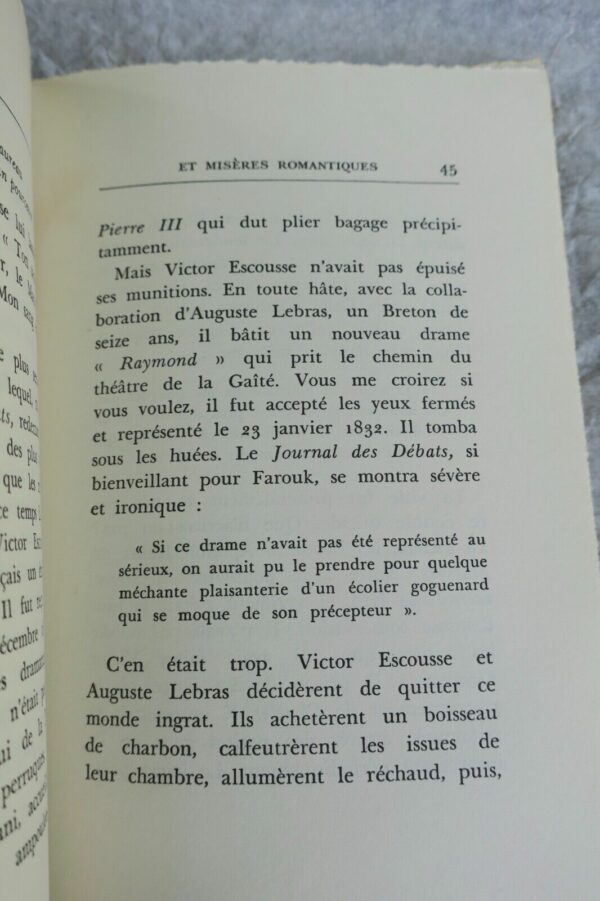 ET MISÈRES ROMANTIQUES 45
Pierre III qui dut plier bagage précipi-
tamment.
Mais Victor Escousse n'avait pas épuisé
ses munitions. En toute hâte, avec la colla-
boration d'Auguste Lebras, un Breton de
seize ans, il bâtit un nouveau drame
« Raymond » qui prit le chemin du
théâtre de la Gaîté. Vous me croirez si
vous voulez, il fut accepté les yeux fermés
et représenté le 23 janvier 1832. Il tomba
sous les huées. Le Journal des Débats, si
bienveillant pour Farouk, se montra sévère
et ironique :
« Si ce drame n'avait pas été représenté au
sérieux, on aurait pu le prendre pour quelque
méchante plaisanterie d'un écolier goguenard
qui se moque de son précepteur ».
C'en était trop. Victor Escousse et
Auguste Lebras décidèrent de quitter ce
monde ingrat. Ils achetèrent un boisseau
de charbon, calfeutrèrent les issues de
leur chambre, allumèrent le réchaud, puis,